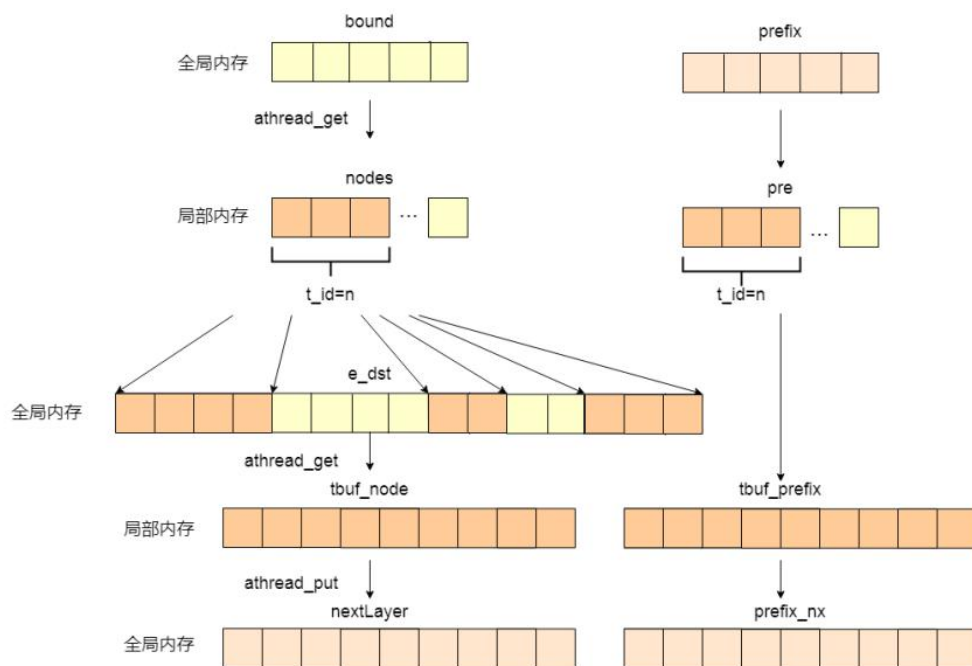 bound
prefix
全局内存
athread_get
nodes
pre
局部内存
...
...
t_id=n
t_id=n
e_dst
全局内存
athread_get
tbuf_node
tbuf_prefix
局部内存
athread_put
nextLayer
prefix_nx
全局内存